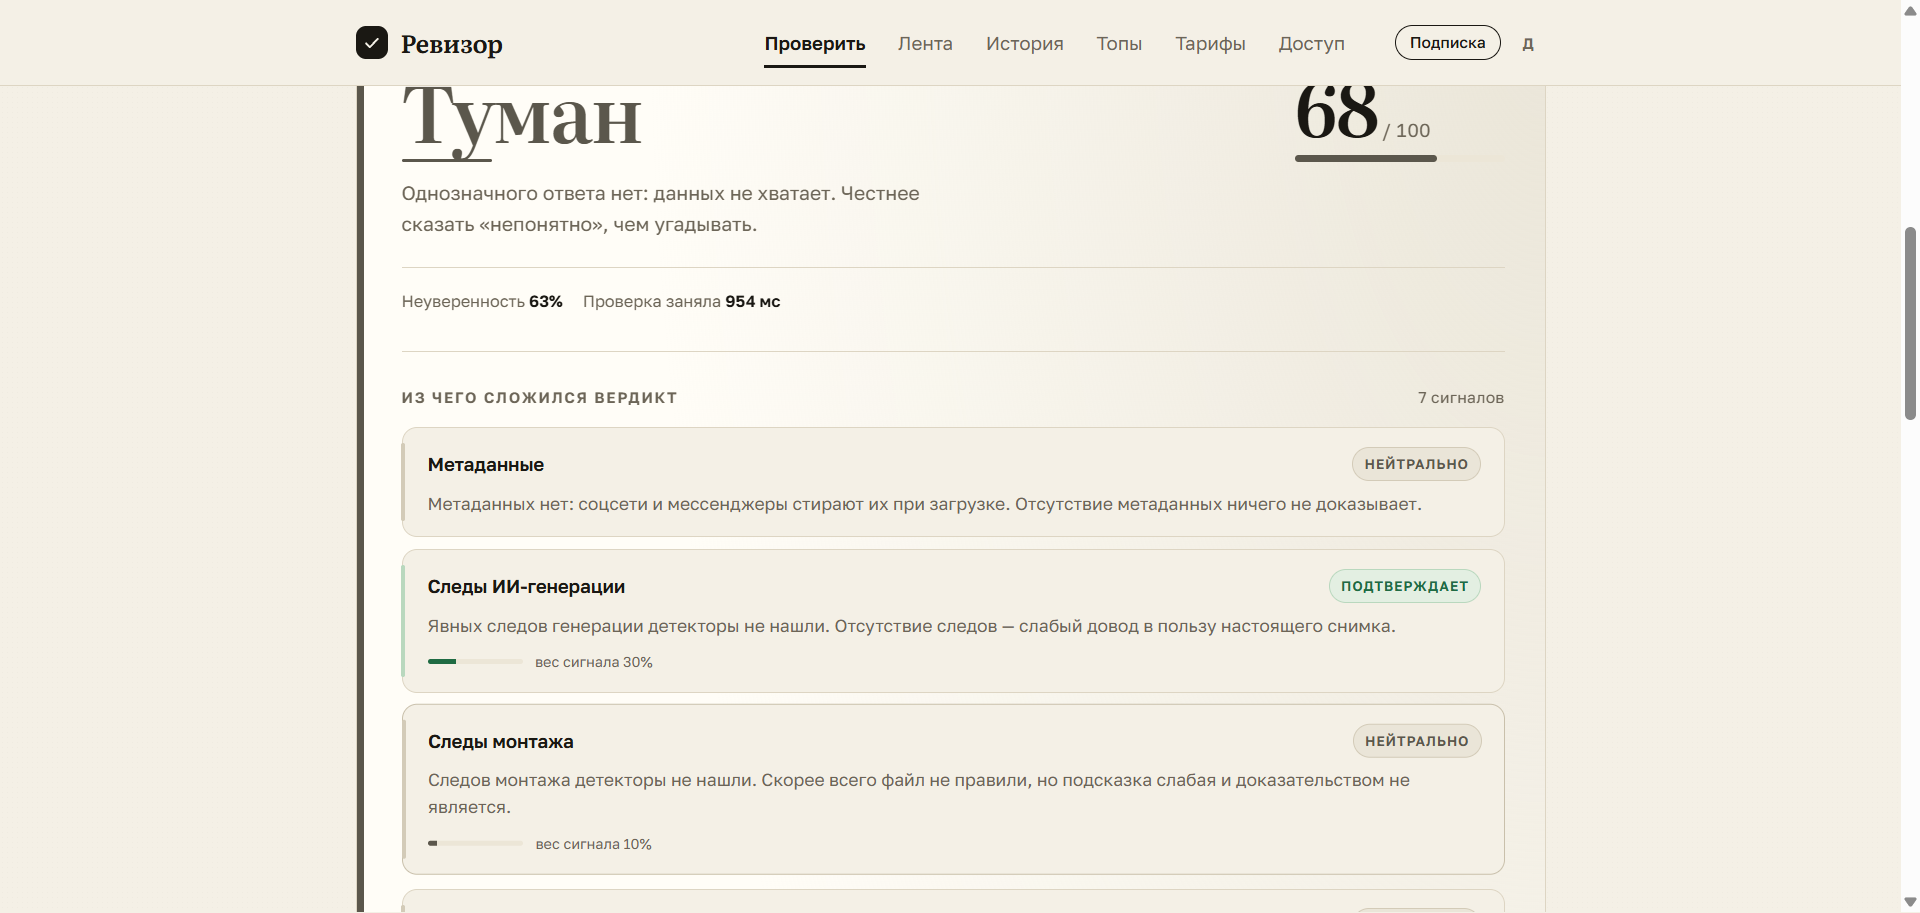 Ревизор
Проверить
Лента
История
Топы
Тарифы
Доступ
Подписка
Д
Туман
68 / 100
Однозначного ответа нет: данных не хватает. Честнее
сказать «непонятно», чем угадывать.
Неуверенность 63% Проверка заняла 954 мс
ИЗ ЧЕГО СЛОЖИЛСЯ ВЕРДИКТ
7 сигналов
Метаданные
НЕЙТРАЛЬНО
Метаданных нет: соцсети и мессенджеры стирают их при загрузке. Отсутствие метаданных ничего не доказывает.
Следы ИИ-генерации
ПОДТВЕРЖДАЕТ
Явных следов генерации детекторы не нашли. Отсутствие следов — слабый довод в пользу настоящего снимка.
вес сигнала 30%
Следы монтажа
НЕЙТРАЛЬНО
Следов монтажа детекторы не нашли. Скорее всего файл не правили, но подсказка слабая и доказательством не
является.
вес сигнала 10%